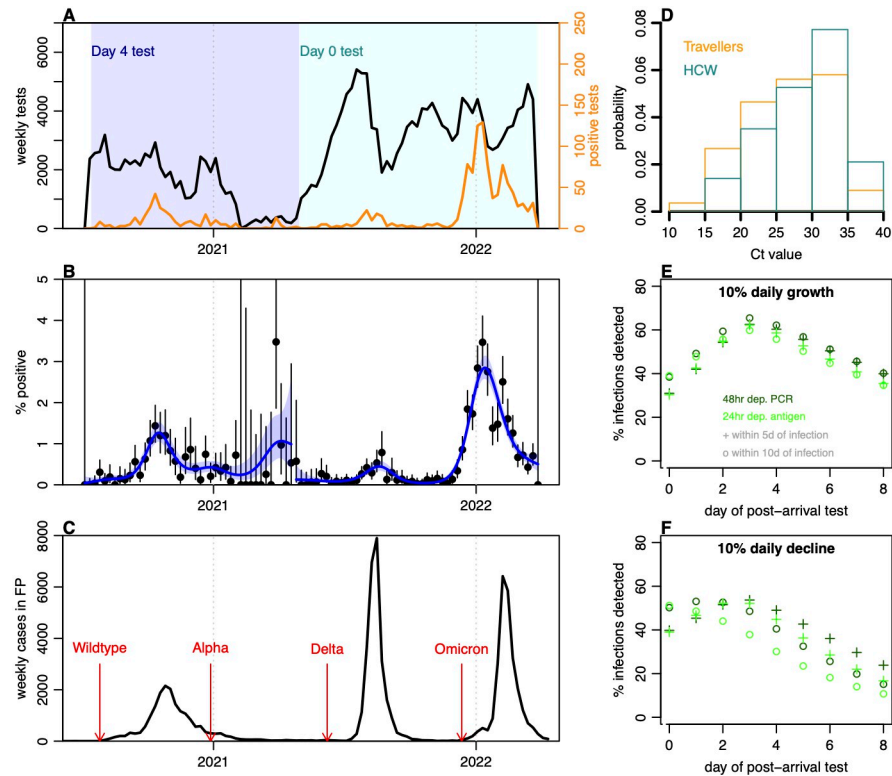 A
Day 4 test
Day 0 test
weekly tests
0
2000
4000
6000
positive tests
0
50
100
150
200
250
2021
2022
B
% positive
0
1
2
3
4
5
2021
2022
C
weekly cases in FP
0
2000
4000
6000
8000
Wildtype
Alpha
Delta
Omicron
2021
2022
D
Travellers
HCW
probability
0.00
0.02
0.04
0.06
0.08
10 15 20 25 30 35 40
Ct value
E
10% daily growth
% infections detected
0
20
40
60
80
48hr dep. PCR
24hr dep. antigen
+ within 5d of infection
o within 10d of infection
0 2 4 6 8
day of post−arrival test
F
10% daily decline
% infections detected
0
20
40
60
80
0 2 4 6 8
day of post−arrival test